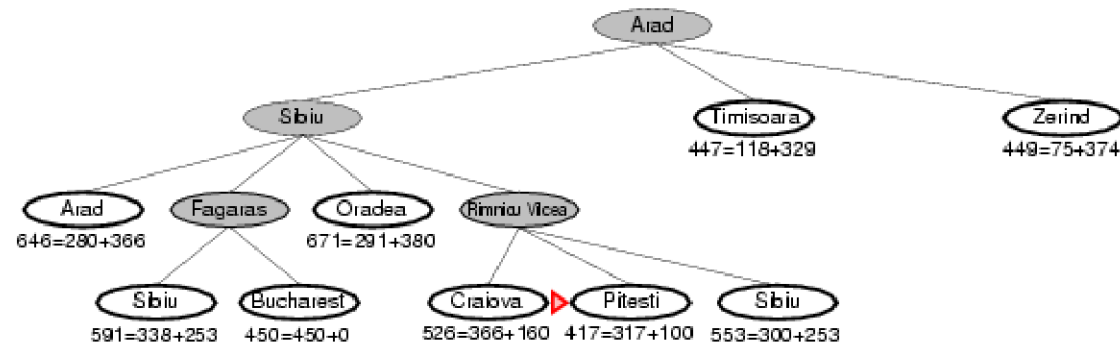 Arad
Sibiu
Timisoara
Zerind
447=118+329
449=75+374
Arad
Fagaras
Oradea
Rimnicu Vilcea
646=280+366
671=291+380
Sibiu
Bucharest
Craiova
Pitesti
Sibiu
591=338+253
450=450+0
526=366+160
417=317+100
553=300+253